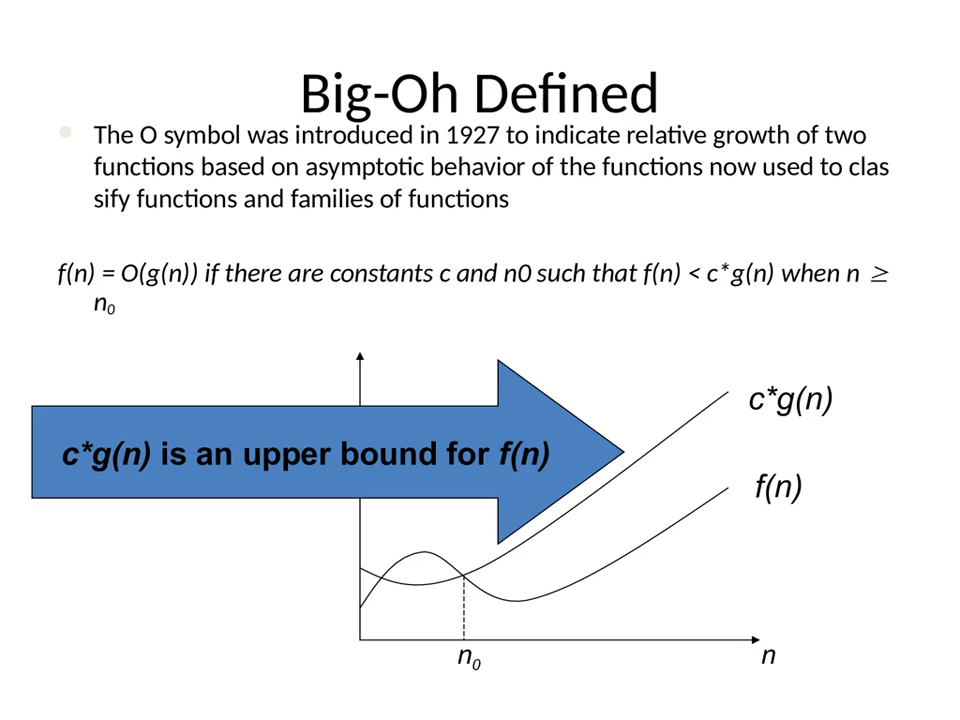 Big-Oh Defined
The O symbol was introduced in 1927 to indicate relative growth of two
functions based on asymptotic behavior of the functions now used to clas
sify functions and families of functions
f(n) = O(g(n)) if there are constants c and n0 such that f(n) < c*g(n) when n ≥
n₀
c*g(n)
c*g(n) is an upper bound for f(n)
f(n)
n₀
n